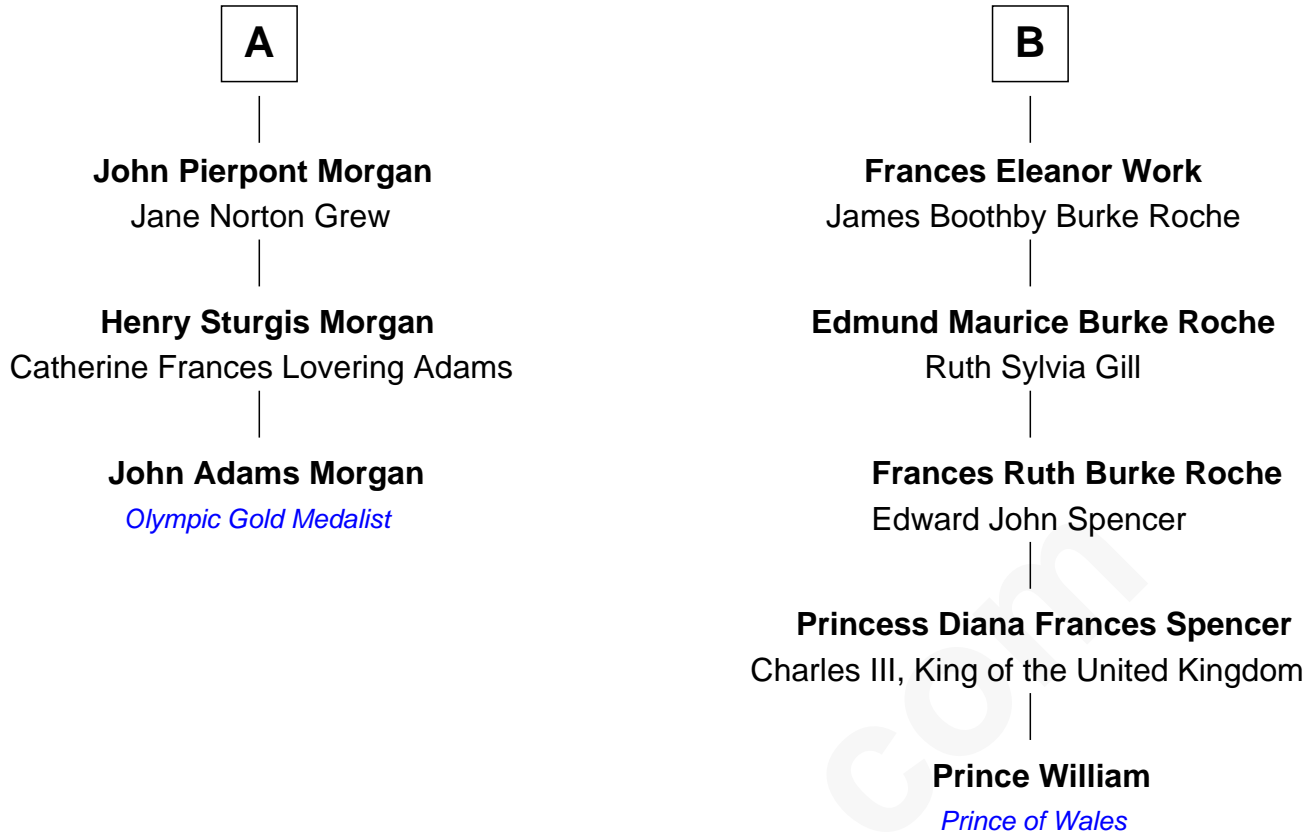 A
John Pierpont Morgan
Jane Norton Grew
Henry Sturgis Morgan
Catherine Frances Lovering Adams
John Adams Morgan
Olympic Gold Medalist
B
Frances Eleanor Work
James Boothby Burke Roche
Edmund Maurice Burke Roche
Ruth Sylvia Gill
Frances Ruth Burke Roche
Edward John Spencer
Princess Diana Frances Spencer
Charles III, King of the United Kingdom
Prince William
Prince of Wales
com